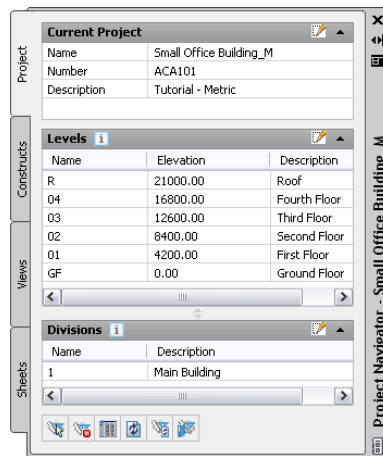 Current Project
Name Small Office Building_M
Number ACA101
Description Tutorial - Metric
Levels
Name Elevation Description
R 21000.00 Roof
04 16800.00 Fourth Floor
03 12600.00 Third Floor
02 8400.00 Second Floor
01 4200.00 First Floor
GF 0.00 Ground Floor
Divisions
Name Description
1 Main Building
Project
Constructs
Views
Sheets
Project Navigator - Small Office Building_M